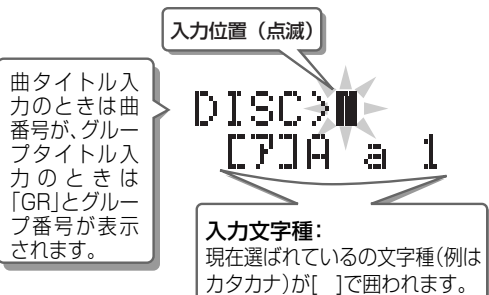 入力位置（点滅）
曲タイトル入
力のときは曲
番号が、グルー
プタイトル入
力のときは
「GR」とグルー
プ番号が表示
されます。
DISC>
[ア]A a 1
入力文字種：
現在選ばれているの文字種（例は
カタカナ）が[　]で囲われます。